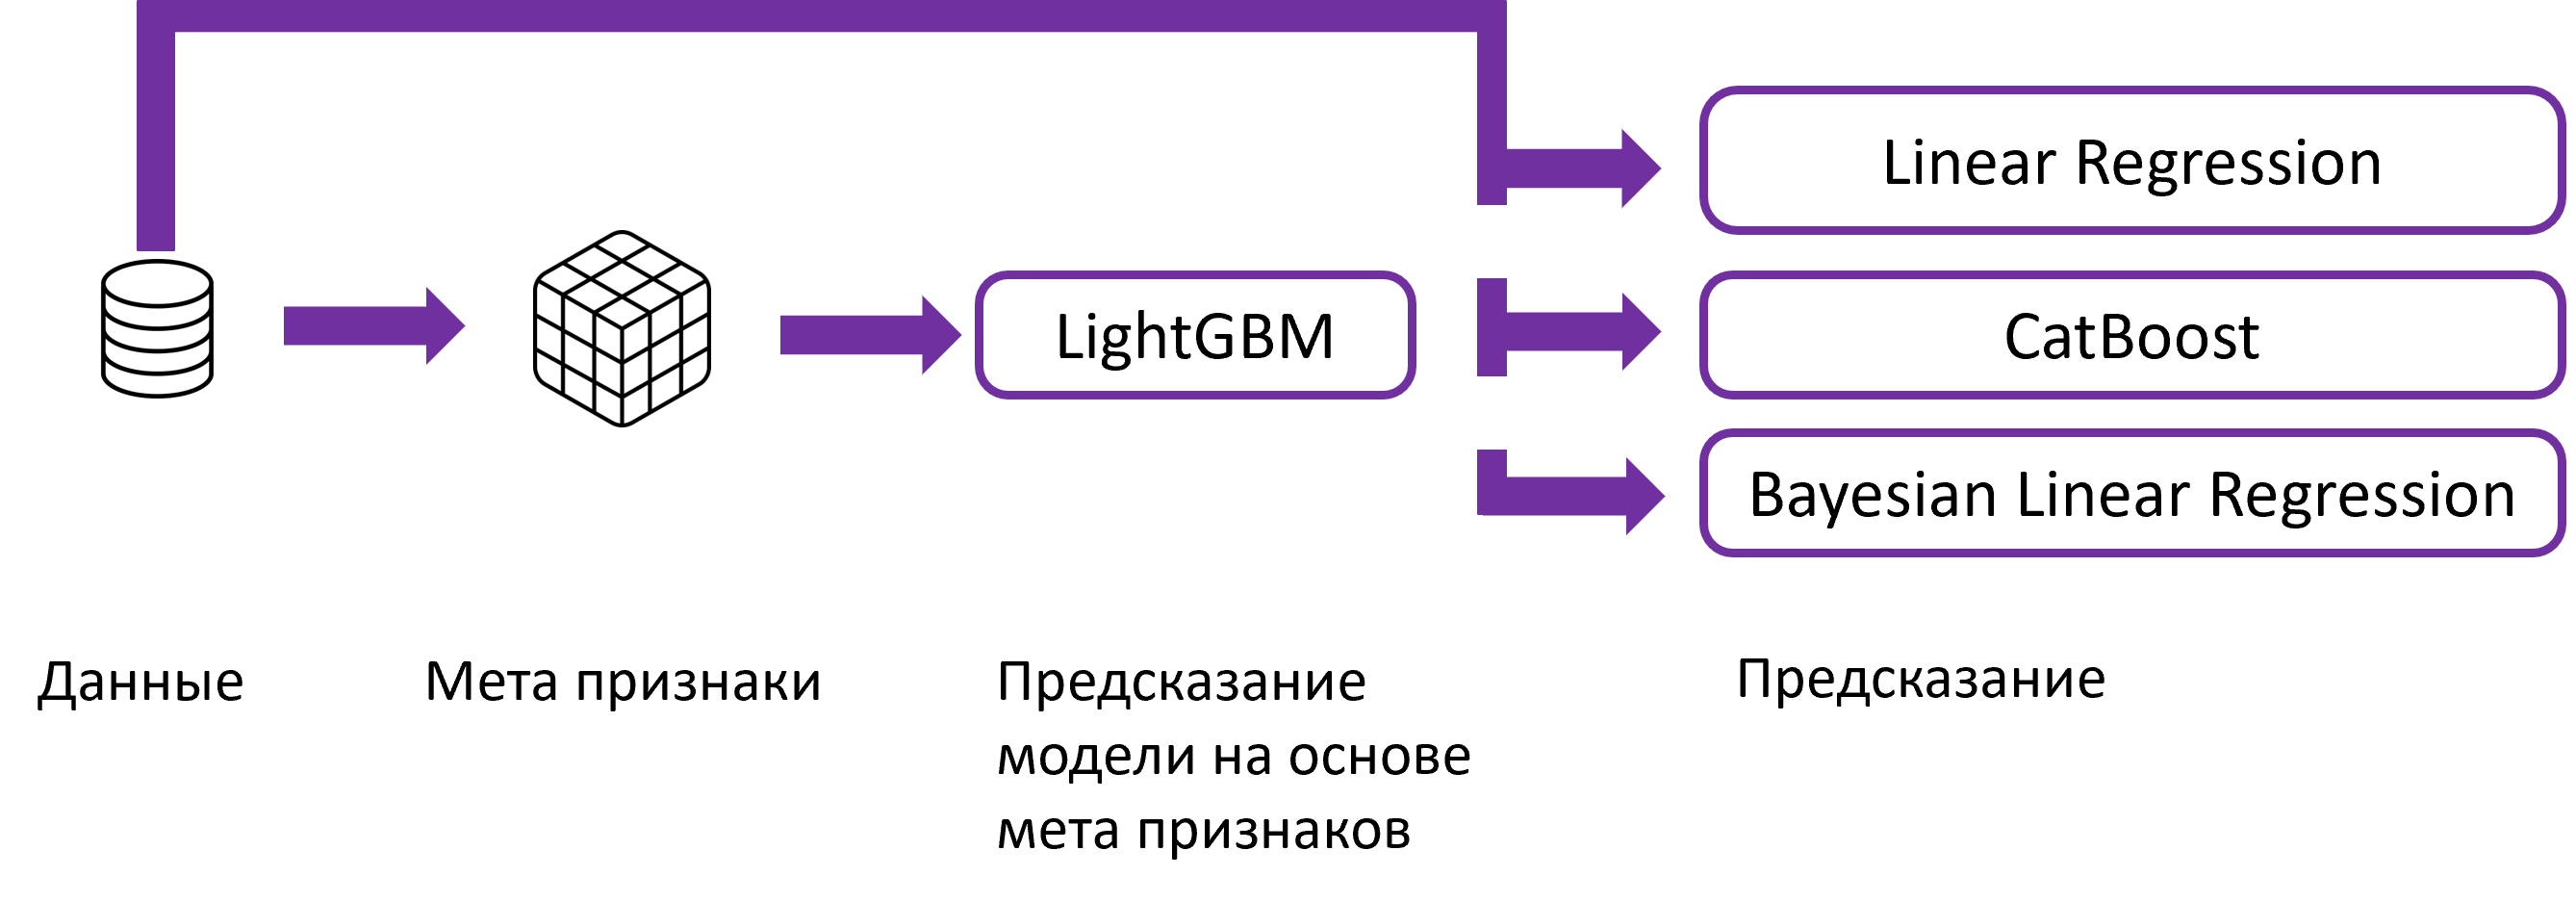 Linear Regression
LightGBM
CatBoost
Bayesian Linear Regression
Данные
Мета признаки
Предсказание
модели на основе
мета признаков
Предсказание